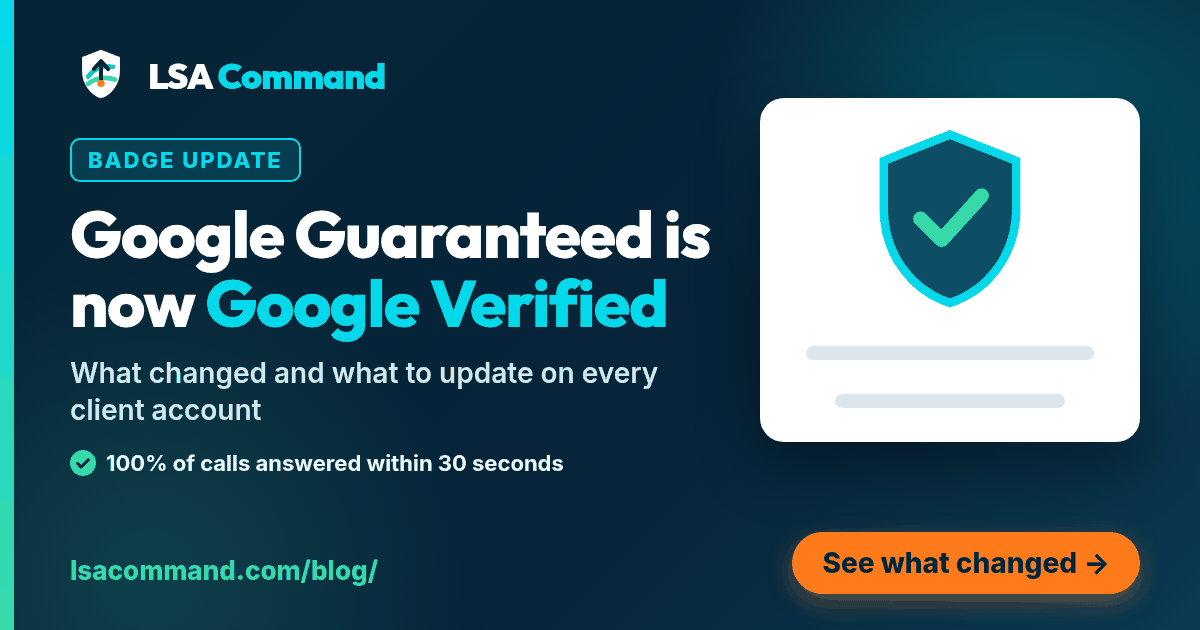 LSA Command
BADGE UPDATE
Google Guaranteed is
now Google Verified
What changed and what to update on every
client account
100% of calls answered within 30 seconds
lsacommand.com/blog/
See what changed →